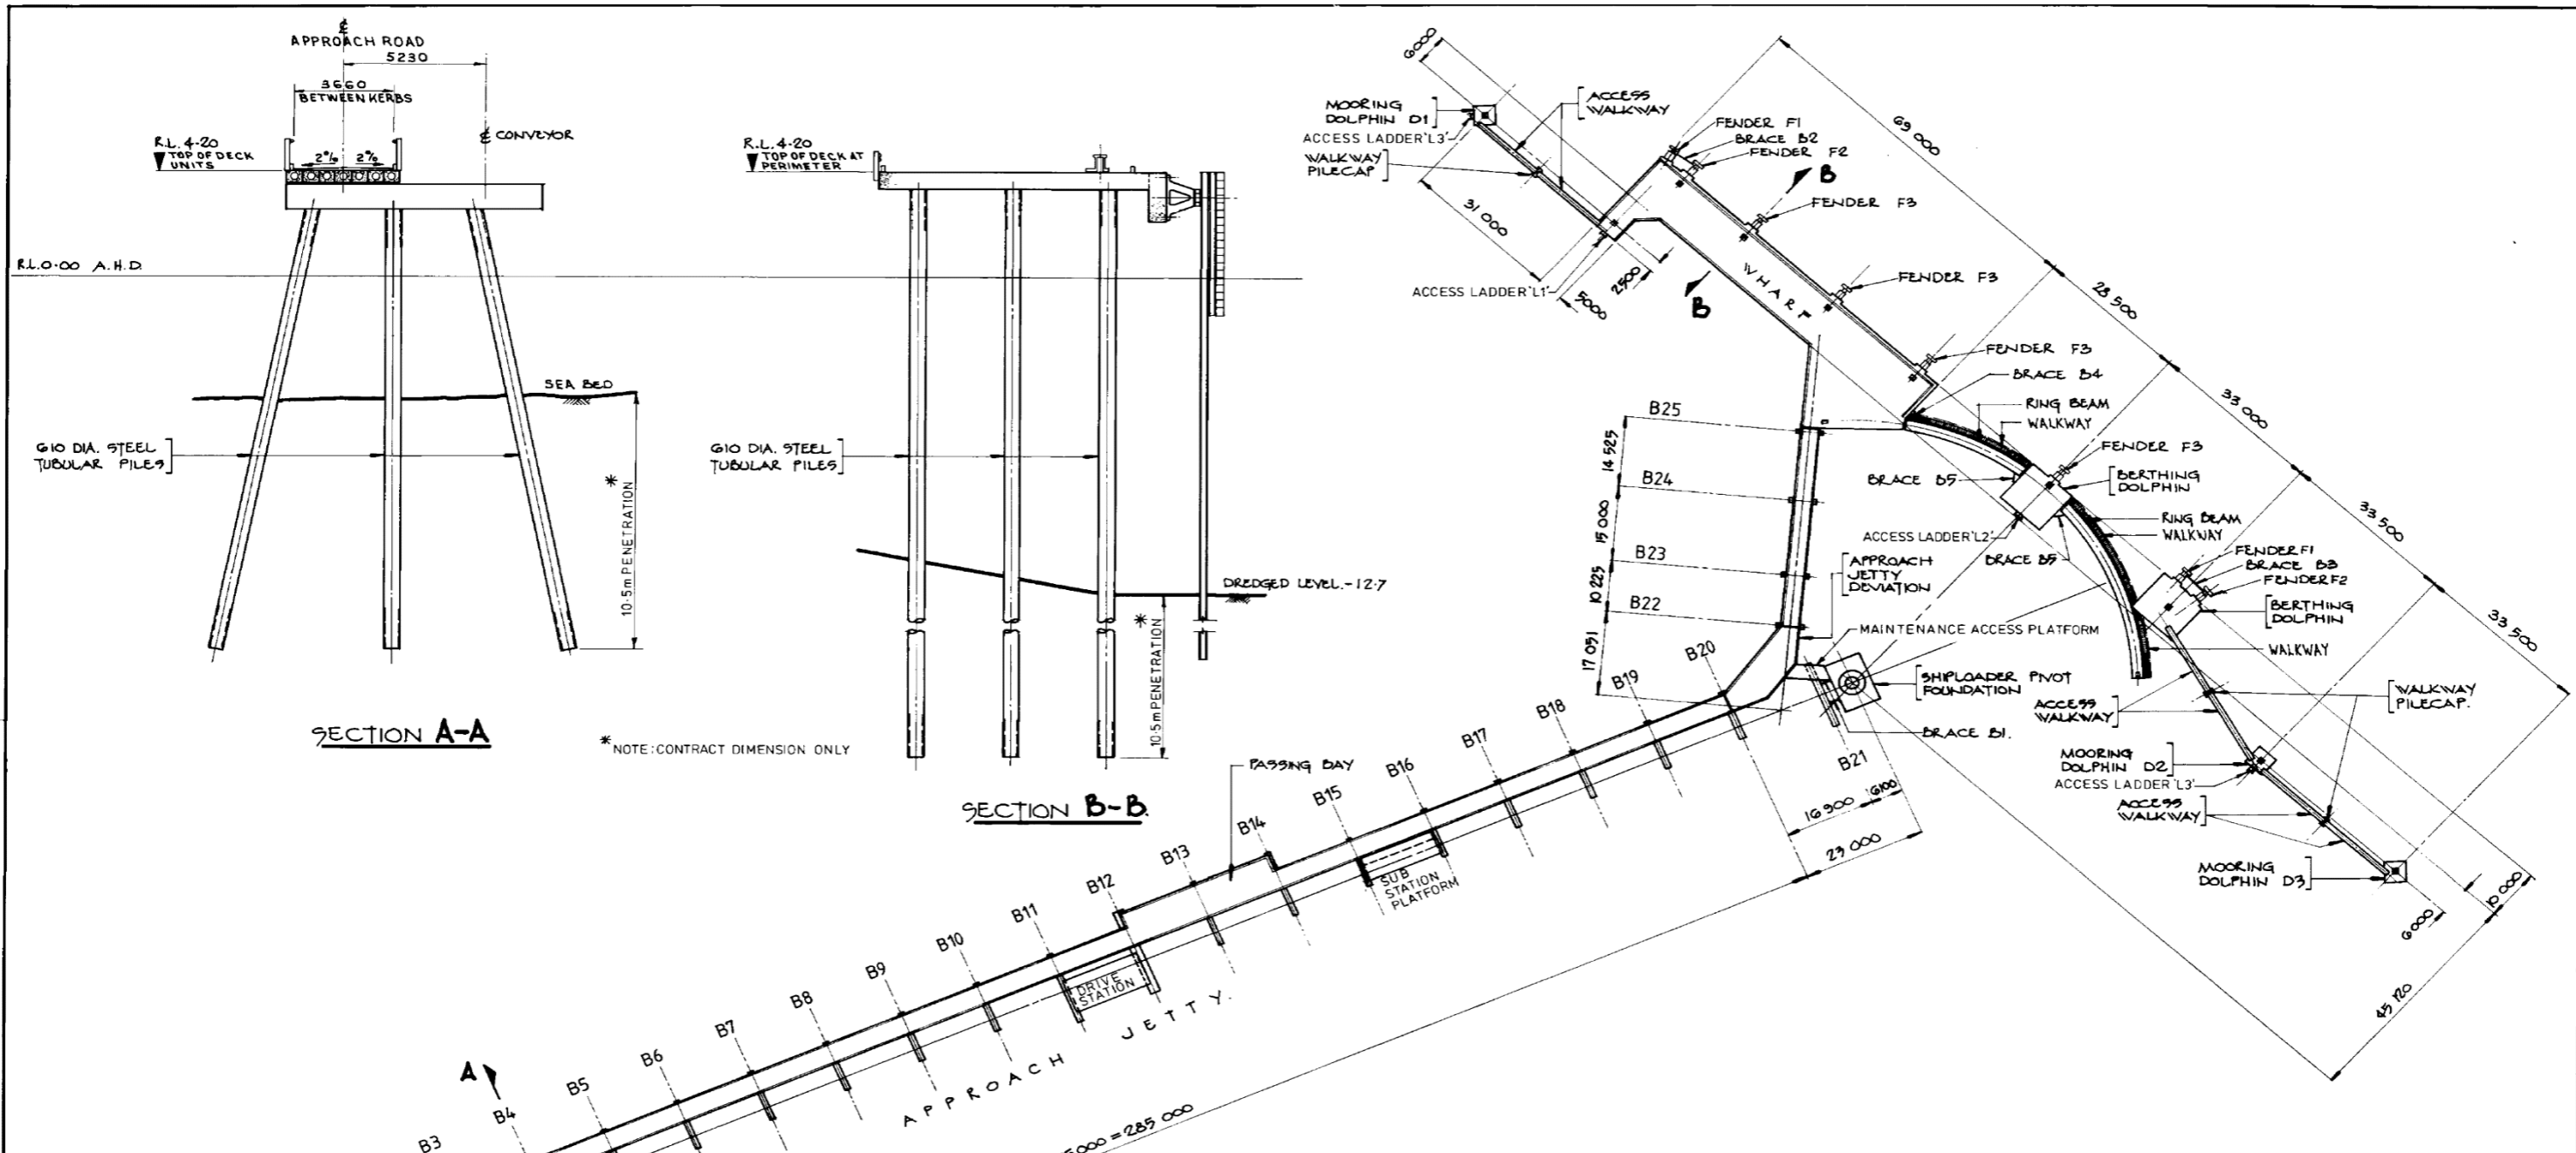 ℄
APPROACH ROAD
5230
3660
BETWEEN KERBS
℄ CONVEYOR
R.L. 4·20
TOP OF DECK
UNITS
2%
2%
R.L.0·00 A.H.D.
SEA BED
610 DIA. STEEL
TUBULAR PILES
*
10·5m PENETRATION
SECTION A-A
* NOTE: CONTRACT DIMENSION ONLY
R.L. 4·20
TOP OF DECK AT
PERIMETER
610 DIA. STEEL
TUBULAR PILES
DREDGED LEVEL.-12·7
*
10·5m PENETRATION
SECTION B-B.
6000
MOORING
DOLPHIN D1
ACCESS LADDER 'L3'
WALKWAY
PILECAP
ACCESS
WALKWAY
31 000
ACCESS LADDER 'L1'
5000
2500
FENDER F1
BRACE B2
FENDER F2
B
FENDER F3
FENDER F3
WHARF
B
69 000
28 500
33 000
33 500
33 500
FENDER F3
BRACE B4
RING BEAM
WALKWAY
FENDER F3
BERTHING
DOLPHIN
BRACE B5
RING BEAM
WALKWAY
ACCESS LADDER 'L2'
BRACE B5
FENDER F1
BRACE B3
FENDER F2
BERTHING
DOLPHIN
WALKWAY
B25
14 525
B24
15 000
B23
10 225
B22
17 051
APPROACH
JETTY
DEVIATION
MAINTENANCE ACCESS PLATFORM
SHIPLOADER PIVOT
FOUNDATION
BRACE B1.
B21
ACCESS
WALKWAY
WALKWAY
PILECAP.
MOORING
DOLPHIN D2
ACCESS LADDER 'L3'
ACCESS
WALKWAY
MOORING
DOLPHIN D3
10 000
6000
45 120
B20
B19
B18
B17
B16
B15
B14
B13
B12
B11
B10
B9
B8
B7
B6
B5
B4
B3
A
PASSING BAY
SUB
STATION
PLATFORM
DRIVE
STATION
16 900
6100
23 000
APPROACH JETTY.
5000 = 285 000